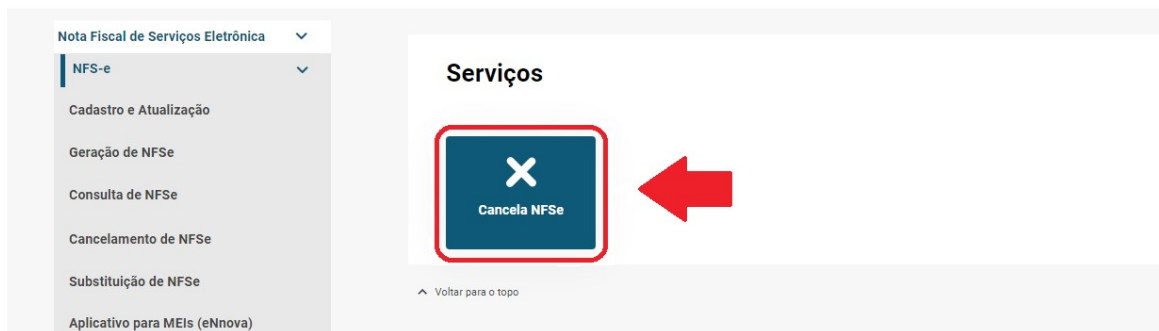 Nota Fiscal de Serviços Eletrônica
NFS-e
Cadastro e Atualização
Geração de NFSe
Consulta de NFSe
Cancelamento de NFSe
Substituição de NFSe
Aplicativo para MEIs (eNnova)
Serviços
Cancela NFSe
Voltar para o topo